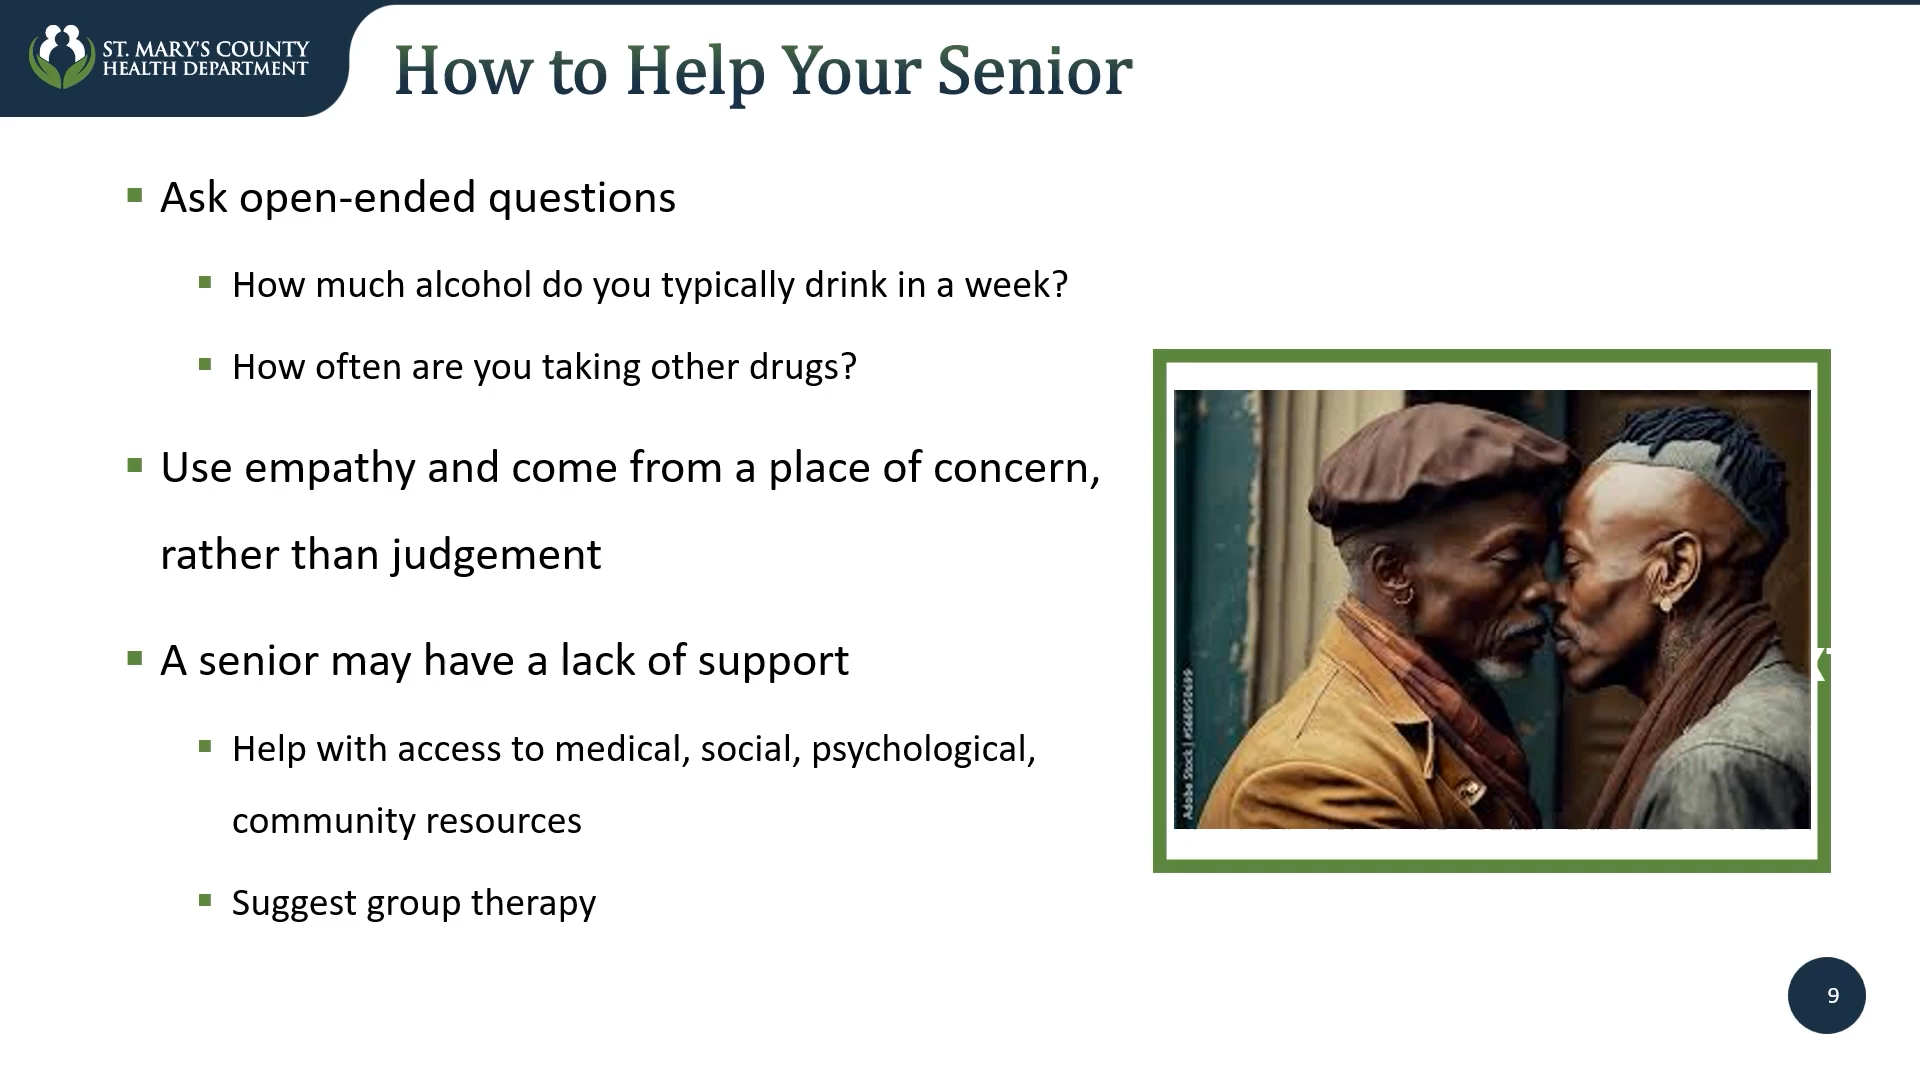 ST. MARY'S COUNTY
HEALTH DEPARTMENT
How to Help Your Senior
Ask open-ended questions
How much alcohol do you typically drink in a week?
How often are you taking other drugs?
Use empathy and come from a place of concern,
rather than judgement
A senior may have a lack of support
Help with access to medical, social, psychological,
community resources
Suggest group therapy
Adobe Stock
9